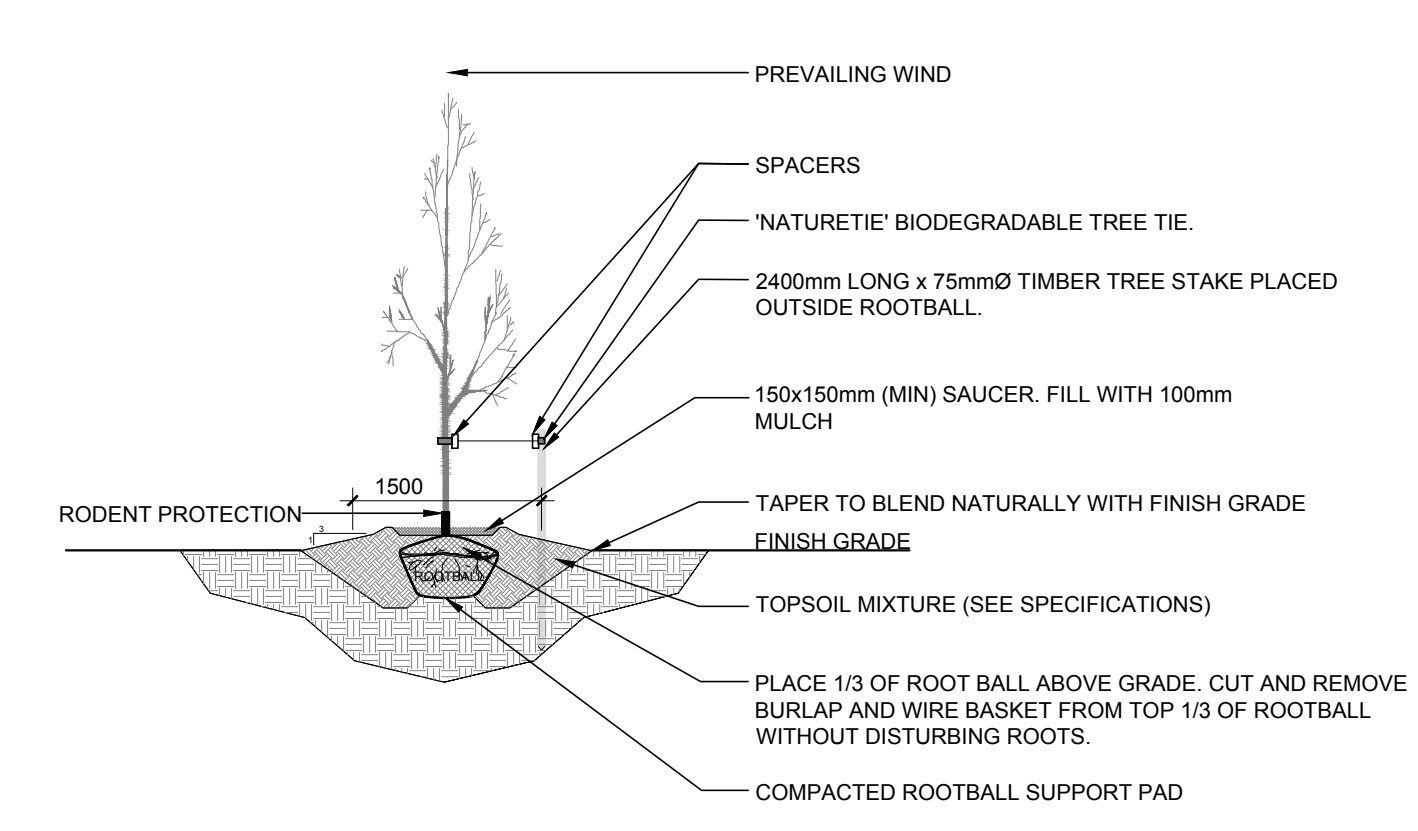 PREVAILING WIND
SPACERS
'NATURETIE' BIODEGRADABLE TREE TIE.
2400mm LONG x 75mmØ TIMBER TREE STAKE PLACED
OUTSIDE ROOTBALL.
150x150mm (MIN) SAUCER. FILL WITH 100mm
MULCH
1500
RODENT PROTECTION
3
1
TAPER TO BLEND NATURALLY WITH FINISH GRADE
FINISH GRADE
ROOTBALL
TOPSOIL MIXTURE (SEE SPECIFICATIONS)
PLACE 1/3 OF ROOT BALL ABOVE GRADE. CUT AND REMOVE
BURLAP AND WIRE BASKET FROM TOP 1/3 OF ROOTBALL
WITHOUT DISTURBING ROOTS.
COMPACTED ROOTBALL SUPPORT PAD